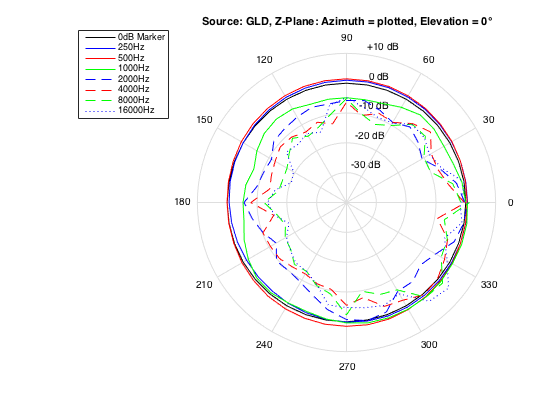 Source: GLD, Z-Plane: Azimuth = plotted, Elevation = 0°
0dB Marker
250Hz
500Hz
1000Hz
2000Hz
4000Hz
8000Hz
16000Hz
90
+10 dB
120
60
0 dB
150
-10 dB
30
-20 dB
-30 dB
180
0
210
330
240
300
270